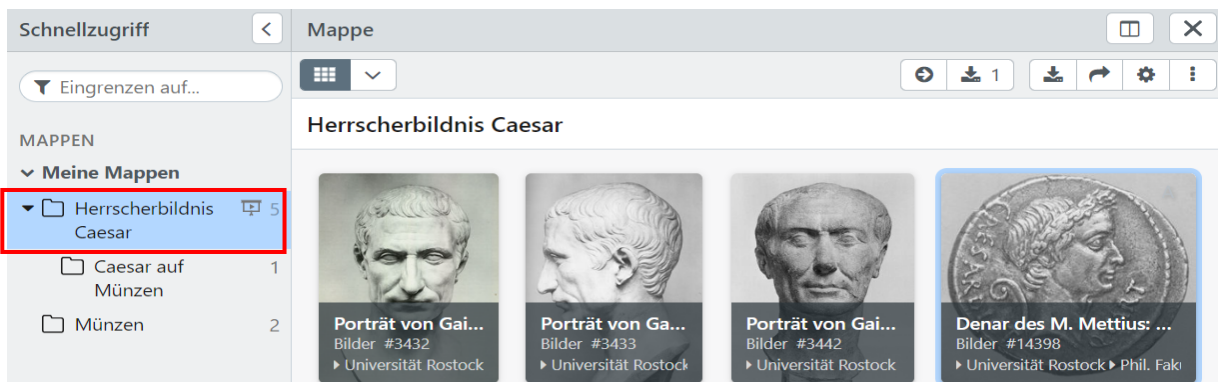 Schnellzugriff
Eingrenzen auf...
MAPPEN
Meine Mappen
Herrscherbildnis 5
Caesar
Caesar auf 1
Münzen
Münzen 2
Mappe
1
Herrscherbildnis Caesar
Porträt von Gai...
Bilder #3432
Universität Rostock
Porträt von Ga...
Bilder #3433
Universität Rostock
Porträt von Gai...
Bilder #3442
Universität Rostock
CAESAR
Denar des M. Mettius: ...
Bilder #14398
Universität Rostock Phil. Faku